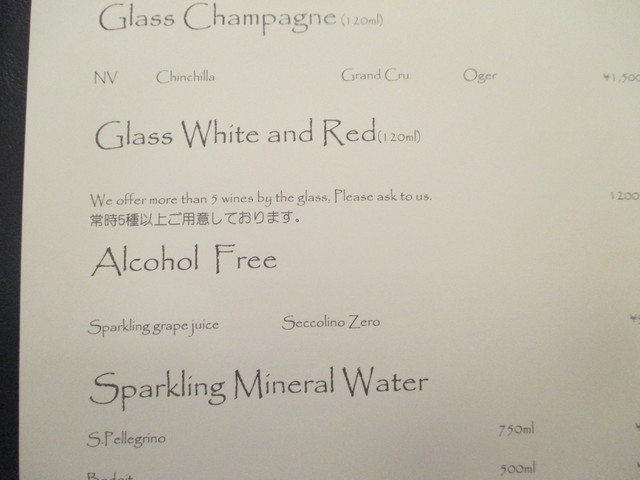 Glass Champagne (120ml)
NV Chinchilla Grand Cru Oger ¥1,500
Glass White and Red(120ml)
We offer more than 5 wines by the glass, Please ask to us. 1200
常時5種以上ご用意しております。
Alcohol Free
Sparkling grape juice Seccolino Zero ¥
Sparkling Mineral Water
S.Pellegrino 750ml ¥
Badoit 500ml ¥